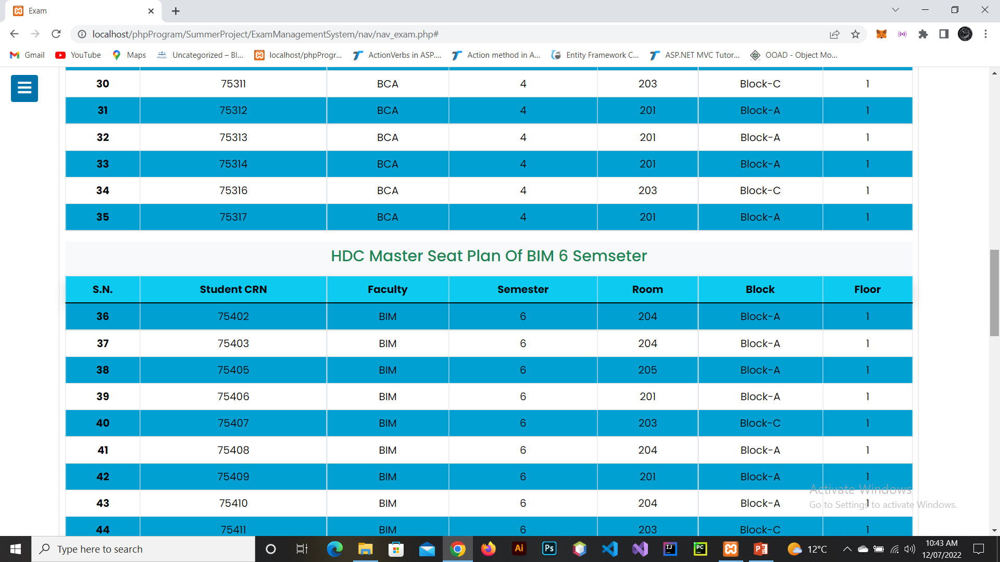 Exam
localhost/phpProgram/SummerProject/ExamManagementSystem/nav/nav_exam.php#
Gmail YouTube Maps Uncategorized – Bl... localhost/phpProgr... ActionVerbs in ASP.... Action method in A... Entity Framework C... ASP.NET MVC Tutor... OOAD - Object Mo...
30 75311 BCA 4 203 Block-C 1
31 75312 BCA 4 201 Block-A 1
32 75313 BCA 4 201 Block-A 1
33 75314 BCA 4 201 Block-A 1
34 75316 BCA 4 203 Block-C 1
35 75317 BCA 4 201 Block-A 1
HDC Master Seat Plan Of BIM 6 Semseter
S.N. Student CRN Faculty Semester Room Block Floor
36 75402 BIM 6 204 Block-A 1
37 75403 BIM 6 204 Block-A 1
38 75405 BIM 6 205 Block-A 1
39 75406 BIM 6 201 Block-A 1
40 75407 BIM 6 203 Block-C 1
41 75408 BIM 6 204 Block-A 1
42 75409 BIM 6 201 Block-A 1
43 75410 BIM 6 204 Block-A 1
44 75411 BIM 6 203 Block-C 1
Activate Windows
Go to Settings to activate Windows.
Type here to search
Ai
Ps
IJ
PC
12°C
10:43 AM
12/07/2022